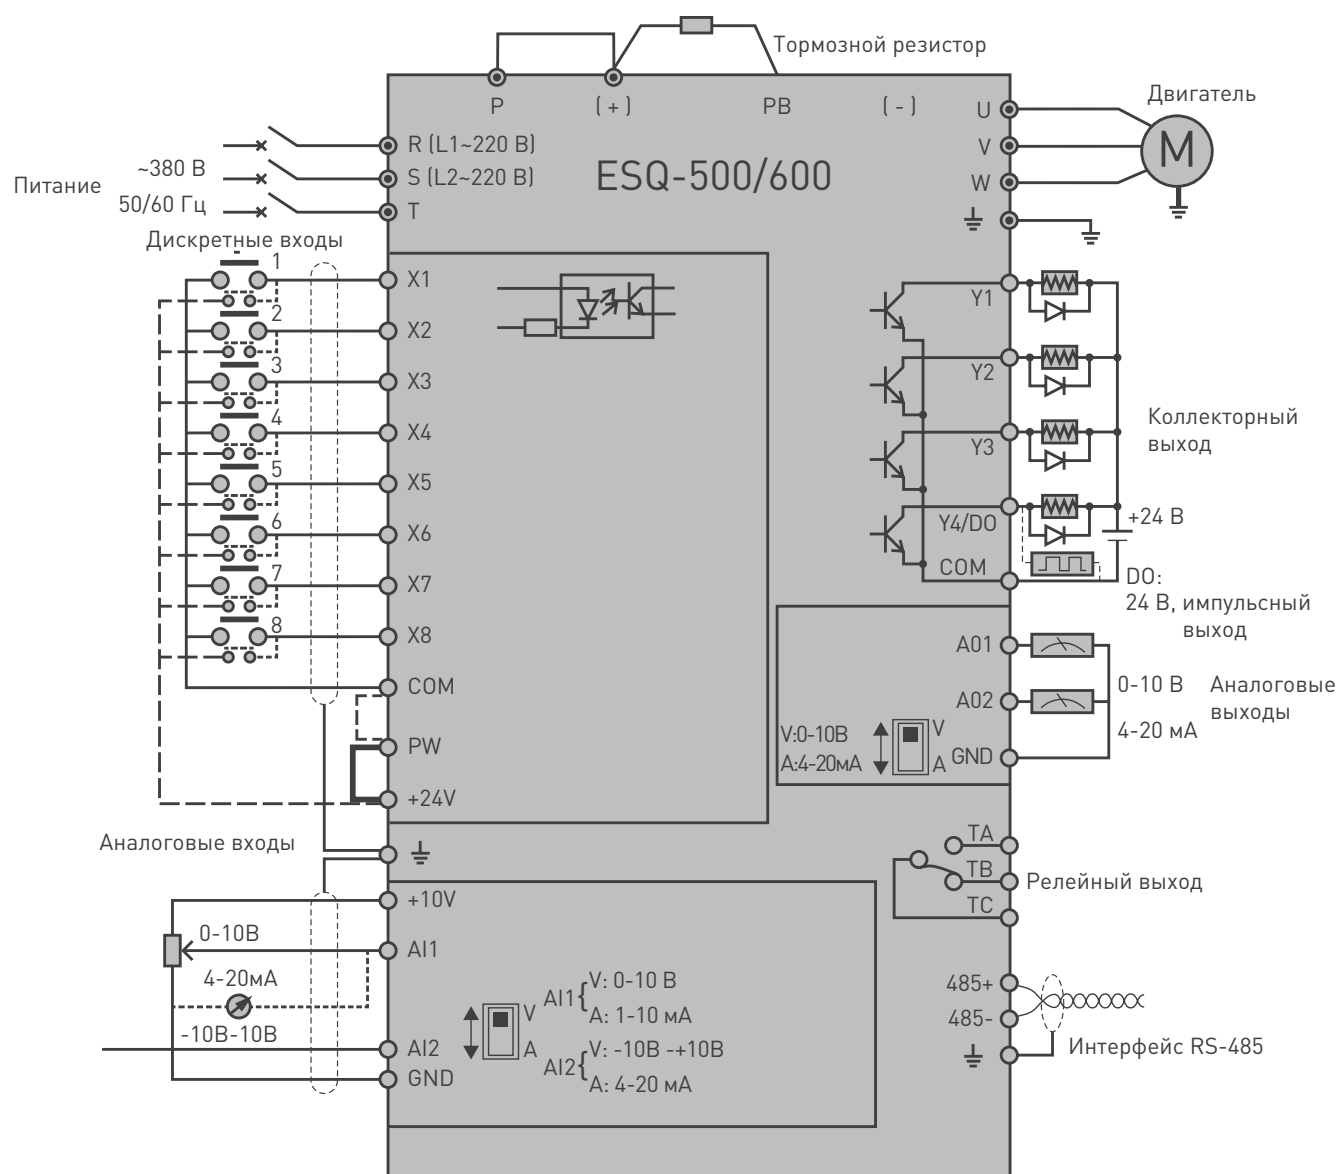 Тормозной резистор
P
(+)
PB
(-)
Двигатель
U
V
W
M
R (L1~220 В)
S (L2~220 В)
T
ESQ-500/600
Питание
~380 В
50/60 Гц
Дискретные входы
1
2
3
4
5
6
7
8
X1
X2
X3
X4
X5
X6
X7
X8
COM
PW
+24V
Y1
Y2
Y3
Y4/DO
COM
Коллекторный
выход
+24 В
DO:
24 В, импульсный
выход
A01
A02
GND
V:0-10В
A:4-20мА
V
A
0-10 В
4-20 мА
Аналоговые
выходы
TA
TB
TC
Релейный выход
Аналоговые входы
+10V
0-10В
AI1
4-20мА
-10В-10В
AI2
GND
V
A
AI1{
V: 0-10 В
A: 1-10 мА
AI2{
V: -10В -+10В
A: 4-20 мА
485+
485-
Интерфейс RS-485